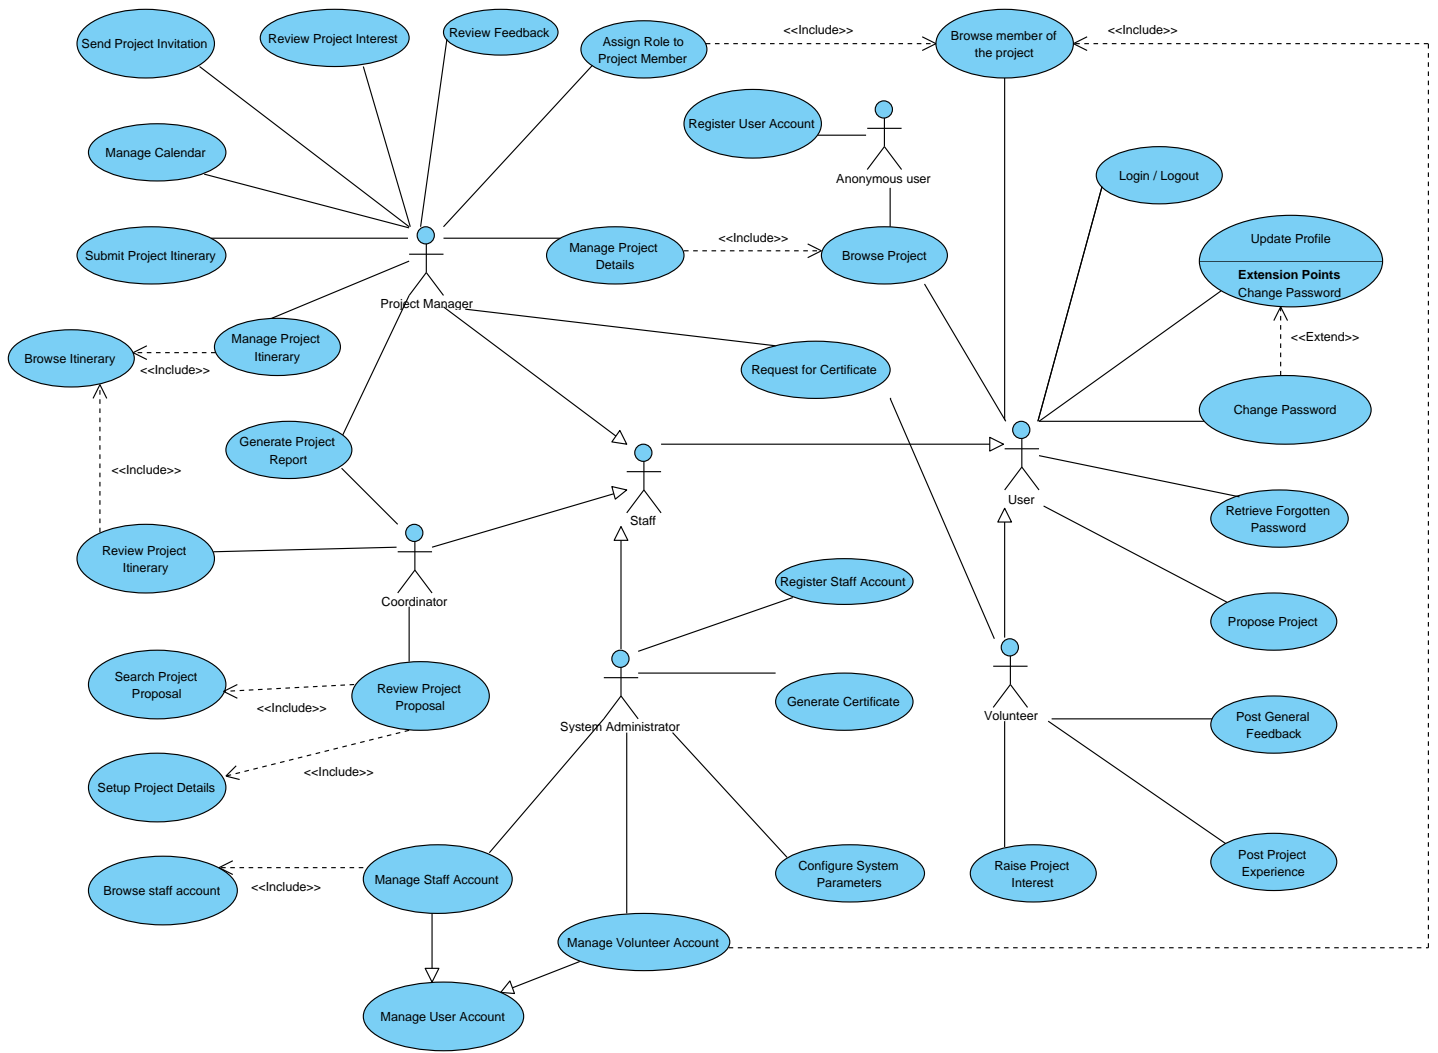 Send Project Invitation
Review Project Interest
Review Feedback
Assign Role to
Project Member
<<Include>>
Browse member of
the project
<<Include>>
Register User Account
Anonymous user
Manage Calendar
Login / Logout
Submit Project Itinerary
Project Manager
Manage Project
Details
<<Include>>
Browse Project
Update Profile
Extension Points
Change Password
<<Extend>>
Change Password
Browse Itinerary
<<Include>>
Manage Project
Itinerary
Request for Certificate
Generate Project
Report
<<Include>>
Staff
User
Retrieve Forgotten
Password
Review Project
Itinerary
Coordinator
Register Staff Account
Propose Project
Search Project
Proposal
<<Include>>
Review Project
Proposal
System Administrator
Generate Certificate
Volunteer
Post General
Feedback
Setup Project Details
<<Include>>
Browse staff account
<<Include>>
Manage Staff Account
Configure System
Parameters
Raise Project
Interest
Post Project
Experience
Manage Volunteer Account
Manage User Account